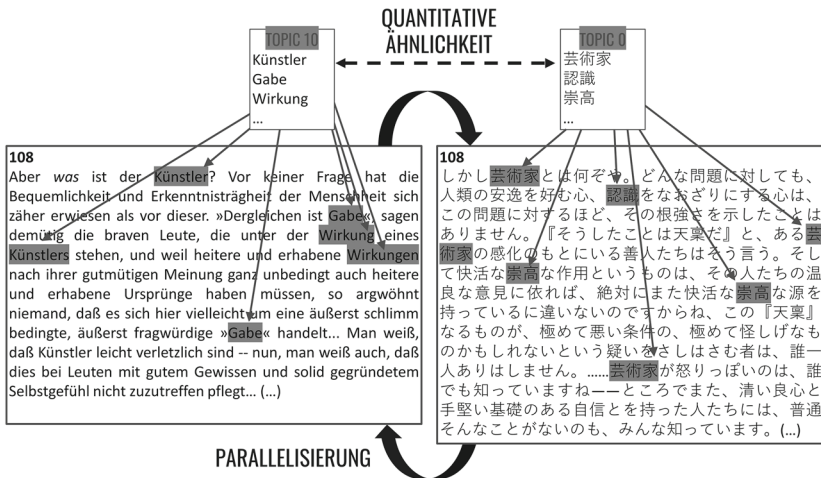 QUANTITATIVE
ÄHNLICHKEIT
TOPIC 10
Künstler
Gabe
Wirkung
...
TOPIC 0
芸術家
認識
崇高
...
108
Aber was ist der Künstler? Vor keiner Frage hat die
Bequemlichkeit und Erkenntnisträgheit der Menschheit sich
zäher erwiesen als vor dieser. »Dergleichen ist Gabe«, sagen
demütig die braven Leute, die unter der Wirkung eines
Künstlers stehen, und weil heitere und erhabene Wirkungen
nach ihrer gutmütigen Meinung ganz unbedingt auch heitere
und erhabene Ursprünge haben müssen, so argwöhnt
niemand, daß es sich hier vielleicht um eine äußerst schlimm
bedingte, äußerst fragwürdige »Gabe« handelt... Man weiß,
daß Künstler leicht verletzlich sind -- nun, man weiß auch, daß
dies bei Leuten mit gutem Gewissen und solid gegründetem
Selbstgefühl nicht zuzutreffen pflegt... (...)
108
しかし芸術家とは何ぞや。どんな問題に対しても、
人類の安逸を好む心、認識をなおざりにする心は、
この問題に対するほど、その根強さを示したことは
ありません。『そうしたことは天稟だ』と、ある芸
術家の感化のもとにいる善人たちはそう言う。そし
て快活な崇高な作用というものは、その人たちの温
良な意見に依れば、絶対にまた快活な崇高な源を
持っているに違いないのですからね、この『天稟』
なるものが、極めて悪い条件の、極めて怪しげなも
のかもしれないという疑いをさしはさむ者は、誰一
人ありはしません。……芸術家が怒りっぽいのは、誰
でも知っていますね――ところでまた、清い良心と
手堅い基礎のある自信とを持った人たちには、普通
そんなことがないのも、みんな知っています。(...)
PARALLELISIERUNG